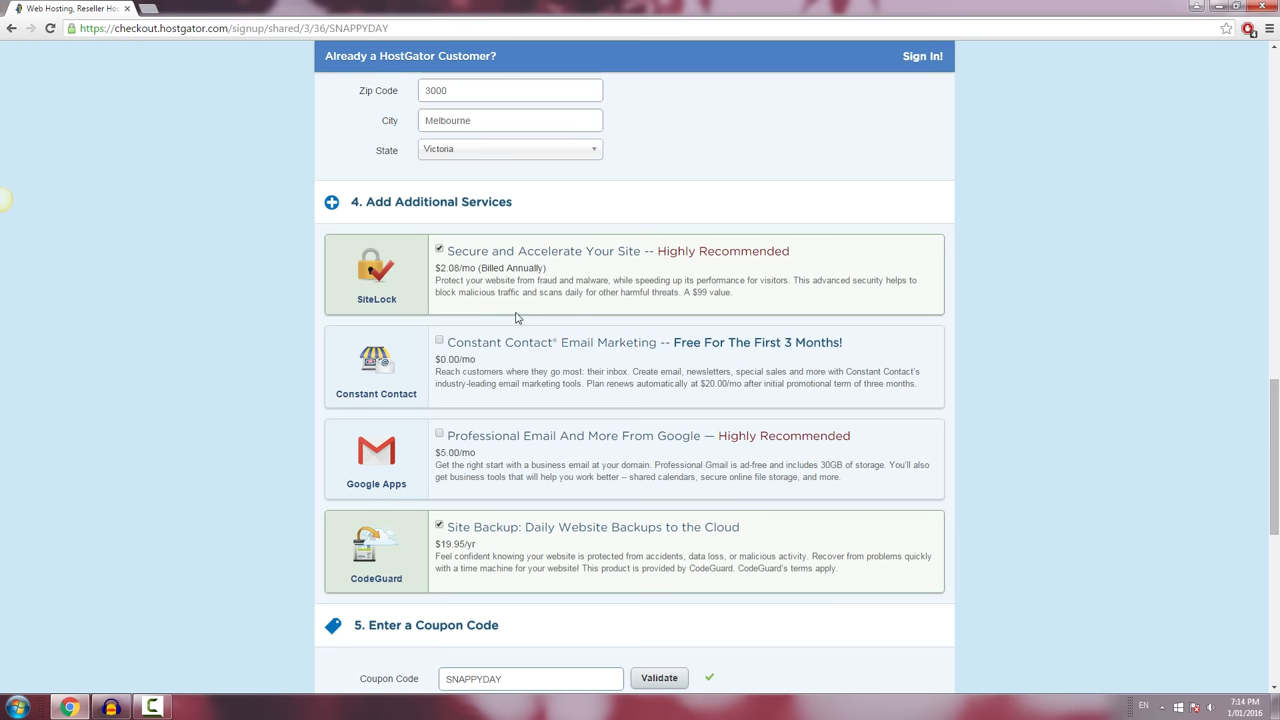 Web Hosting, Reseller Hos
https://checkout.hostgator.com/signup/shared/3/36/SNAPPYDAY
Already a HostGator Customer?
Sign In!
Zip Code
3000
City
Melbourne
State
Victoria
4. Add Additional Services
Secure and Accelerate Your Site -- Highly Recommended
$2.08/mo (Billed Annually)
Protect your website from fraud and malware, while speeding up its performance for visitors. This advanced security helps to
block malicious traffic and scans daily for other harmful threats. A $99 value.
SiteLock
Constant Contact® Email Marketing -- Free For The First 3 Months!
$0.00/mo
Reach customers where they go most: their inbox. Create email, newsletters, special sales and more with Constant Contact's
industry-leading email marketing tools. Plan renews automatically at $20.00/mo after initial promotional term of three months.
Constant Contact
Professional Email And More From Google — Highly Recommended
$5.00/mo
Get the right start with a business email at your domain. Professional Gmail is ad-free and includes 30GB of storage. You'll also
get business tools that will help you work better -- shared calendars, secure online file storage, and more.
Google Apps
Site Backup: Daily Website Backups to the Cloud
$19.95/yr
Feel confident knowing your website is protected from accidents, data loss, or malicious activity. Recover from problems quickly
with a time machine for your website! This product is provided by CodeGuard. CodeGuard's terms apply.
CodeGuard
5. Enter a Coupon Code
Coupon Code
SNAPPYDAY
Validate
EN
7:14 PM
1/01/2016